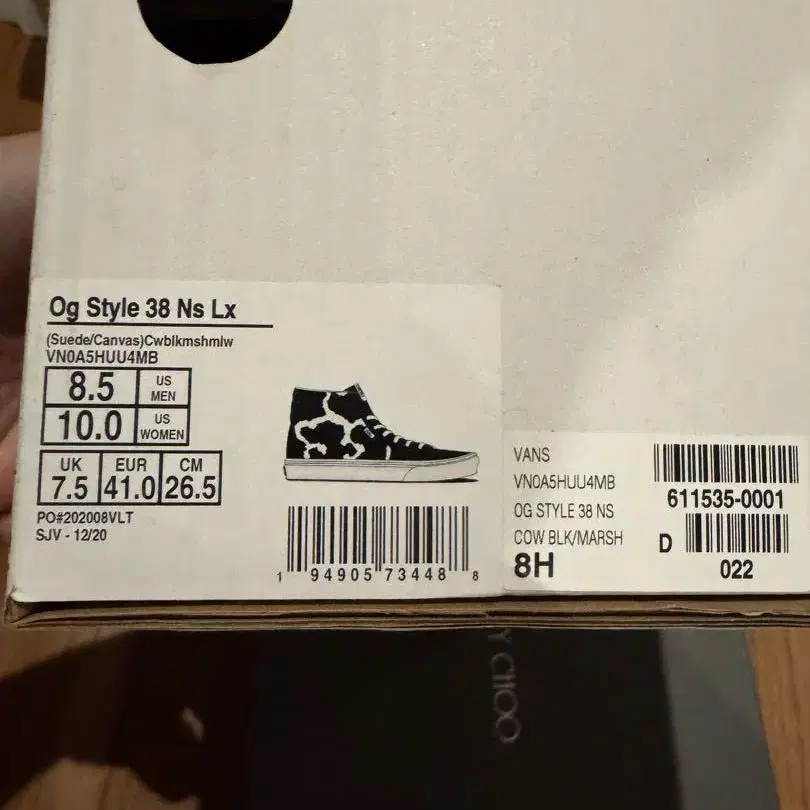 Og Style 38 Ns Lx
(Suede/Canvas)Cwblkmshmlw
VN0A5HUU4MB
8.5 US MEN
10.0 US WOMEN
UK EUR CM
7.5 41.0 26.5
PO#202008VLT
SJV - 12/20
1 94905 73448 8
VANS
VN0A5HUU4MB
OG STYLE 38 NS
COW BLK/MARSH
8H
611535-0001
D
022
Y CHOO